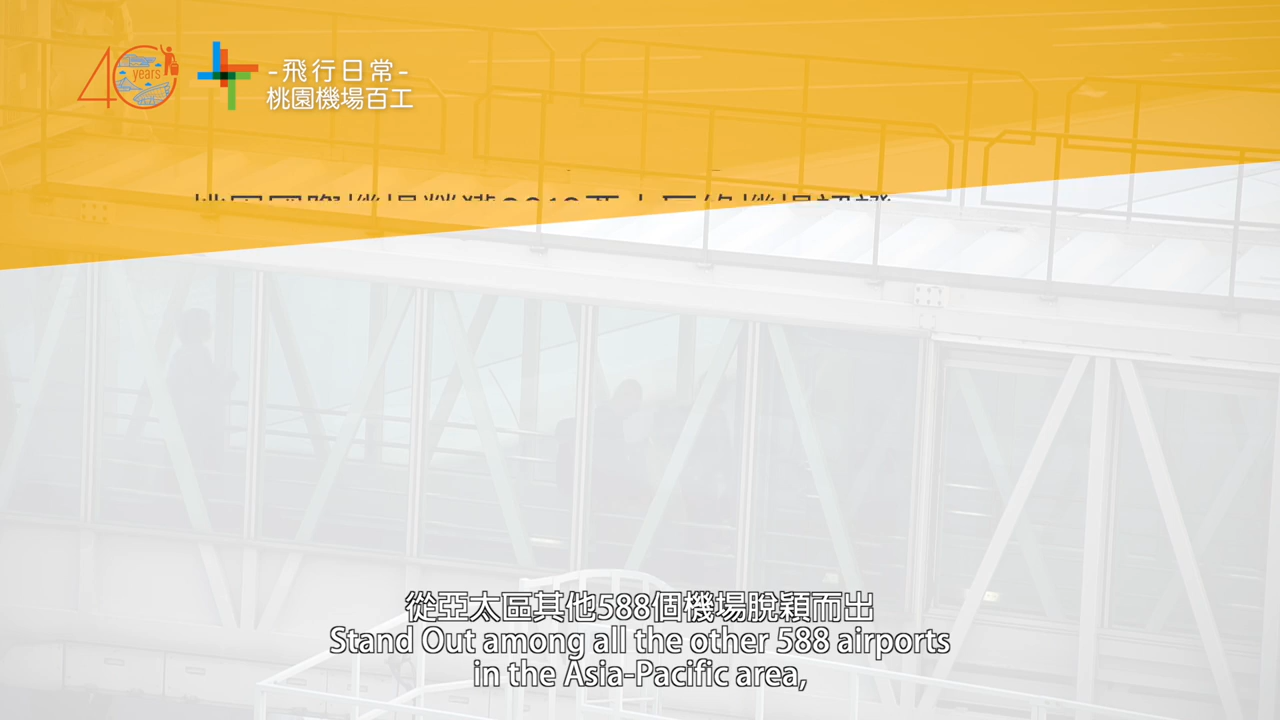 40 years
-飛行日常-
桃園機場百工
從亞太區其他588個機場脫穎而出
Stand Out among all the other 588 airports
in the Asia-Pacific area,